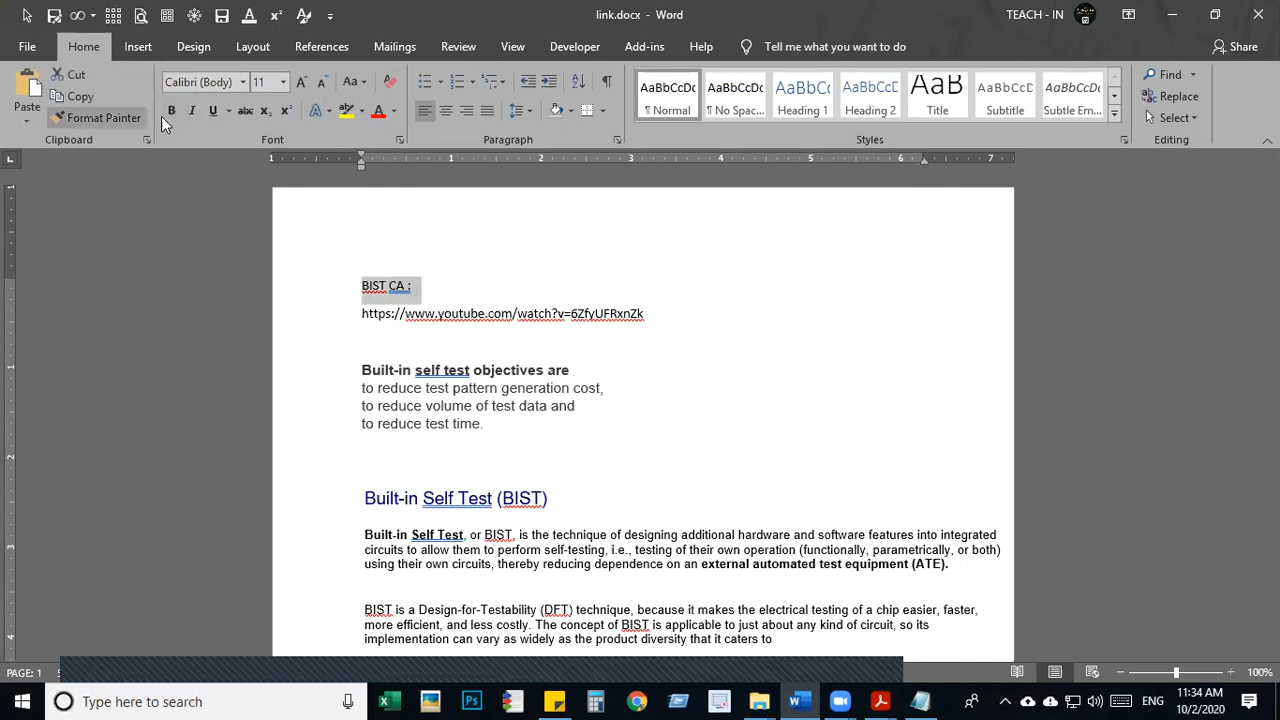 link.docx - Word
TEACH - IN
File Home Insert Design Layout References Mailings Review View Developer Add-ins Help Tell me what you want to do Share
Paste
Cut
Copy
Format Painter
Clipboard
Calibri (Body) 11
Font
Paragraph
AaBbCcDc
¶ Normal
AaBbCcDc
¶ No Spac...
AaBbCc
Heading 1
AaBbCcD
Heading 2
AaB
Title
AaBbCcD
Subtitle
AaBbCcDc
Subtle Em...
Styles
Find
Replace
Select
Editing
1 1 2 3 4 5 6 7
BIST CA :
https://www.youtube.com/watch?v=6ZfyUFRxnZk
Built-in self test objectives are
to reduce test pattern generation cost,
to reduce volume of test data and
to reduce test time.
Built-in Self Test (BIST)
Built-in Self Test, or BIST, is the technique of designing additional hardware and software features into integrated
circuits to allow them to perform self-testing, i.e., testing of their own operation (functionally, parametrically, or both)
using their own circuits, thereby reducing dependence on an external automated test equipment (ATE).
BIST is a Design-for-Testability (DFT) technique, because it makes the electrical testing of a chip easier, faster,
more efficient, and less costly. The concept of BIST is applicable to just about any kind of circuit, so its
implementation can vary as widely as the product diversity that it caters to
PAGE: 1
100%
Type here to search
ENG
11:34 AM
10/2/2020